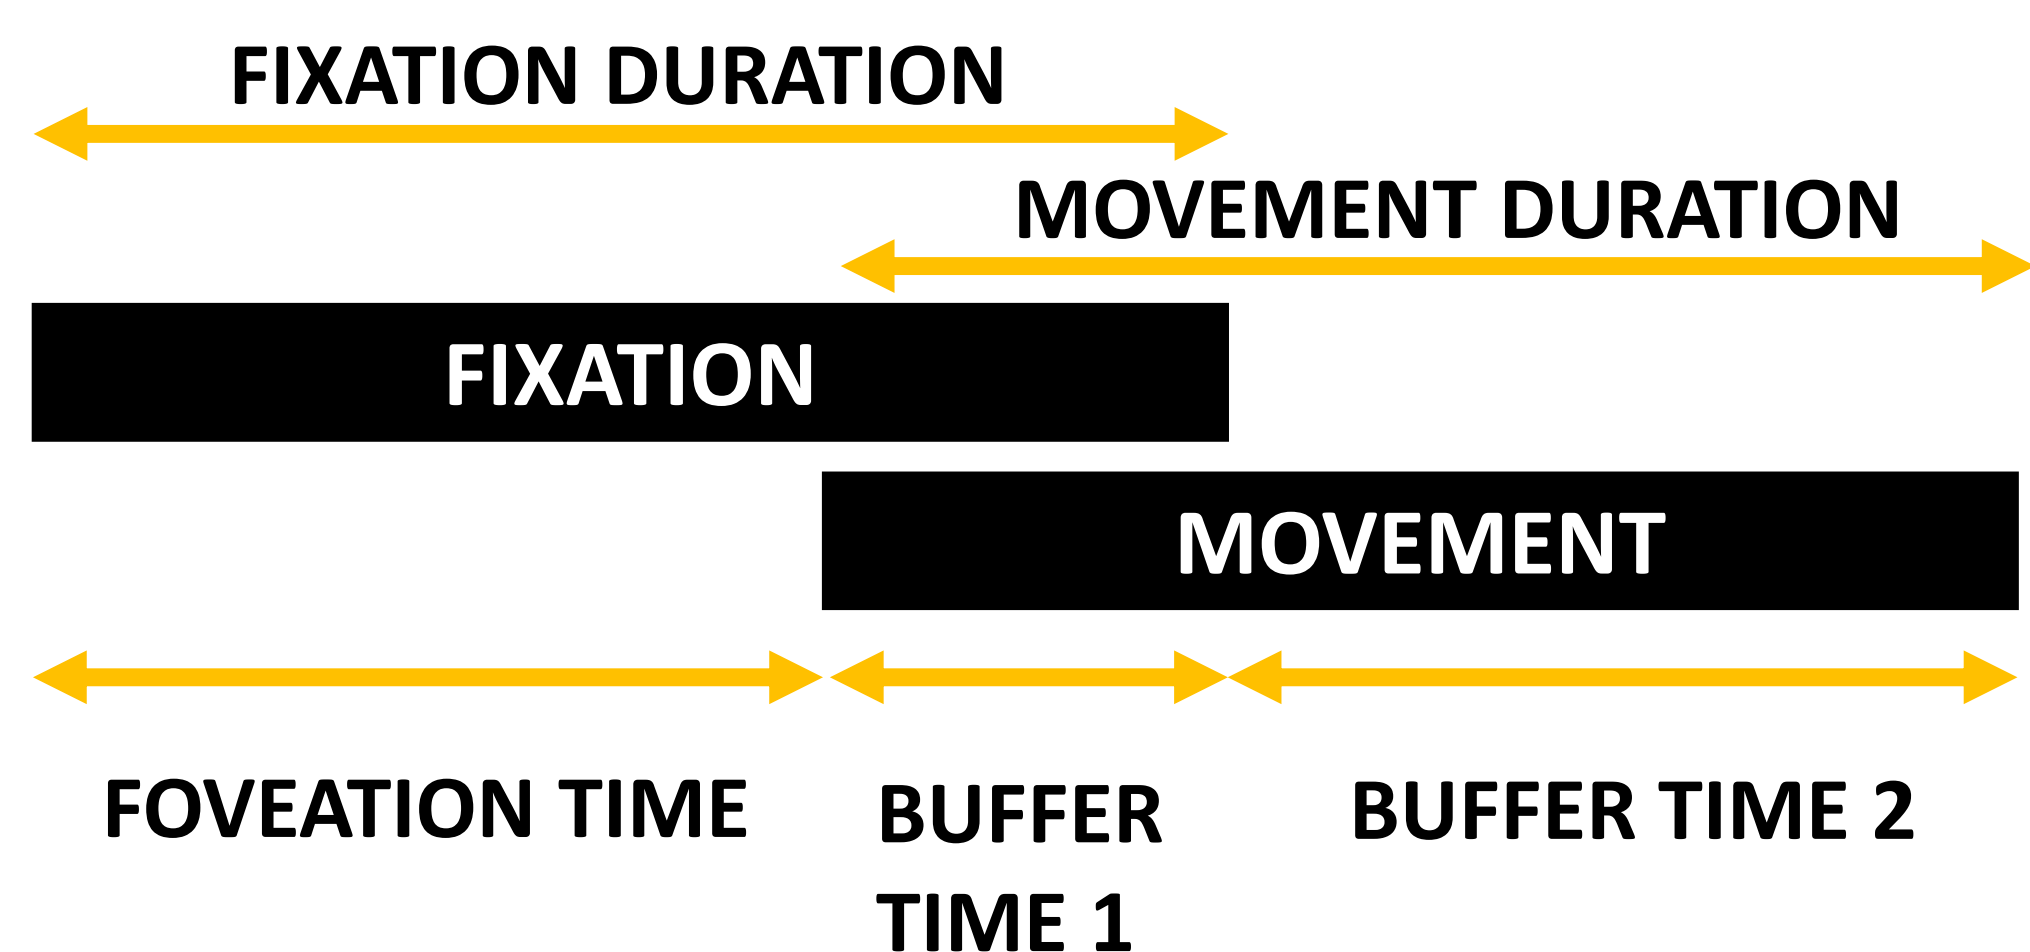 FIXATION DURATION
MOVEMENT DURATION
FIXATION
MOVEMENT
FOVEATION TIME
BUFFER
TIME 1
BUFFER TIME 2